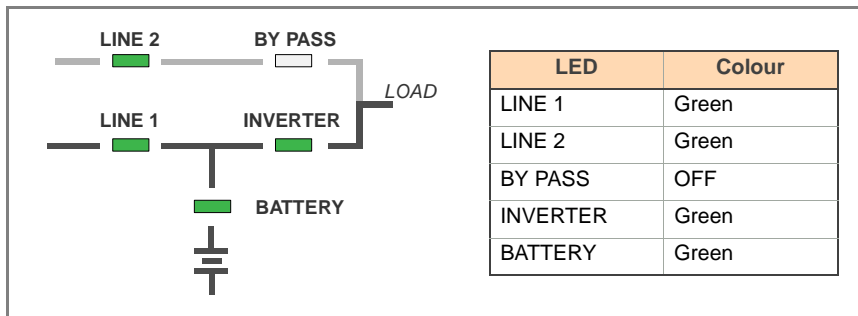 LINE 2 BY PASS
LOAD
LINE 1 INVERTER
BATTERY
LED Colour
LINE 1 Green
LINE 2 Green
BY PASS OFF
INVERTER Green
BATTERY Green